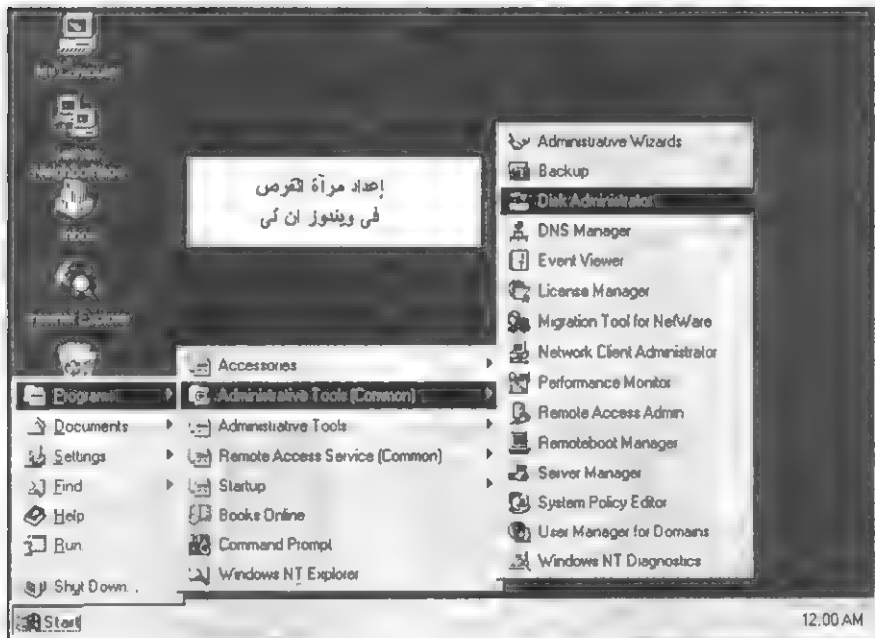 إعداد مرآة القرص
فى ويندوز ان تى
Administrative Wizards
Backup
Disk Administrator
DNS Manager
Event Viewer
License Manager
Migration Tool for NetWare
Network Client Administrator
Performance Monitor
Remote Access Admin
Remoteboot Manager
Server Manager
System Policy Editor
User Manager for Domains
Windows NT Diagnostics
Accessories
Administrative Tools (Common)
Administrative Tools
Remote Access Service (Common)
Startup
Books Online
Command Prompt
Windows NT Explorer
Programs
Documents
Settings
Find
Help
Run
Shut Down...
Start
12:00 AM